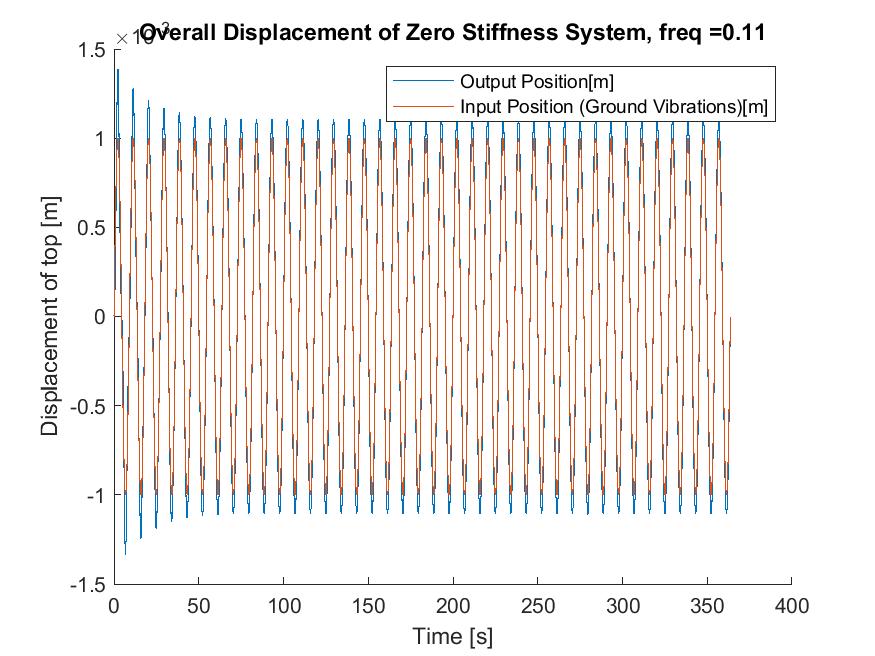 ×10-3
Overall Displacement of Zero Stiffness System, freq =0.11
1.5
Output Position[m]
Input Position (Ground Vibrations)[m]
1
0.5
0
-0.5
-1
-1.5
Displacement of top [m]
0 50 100 150 200 250 300 350 400
Time [s]